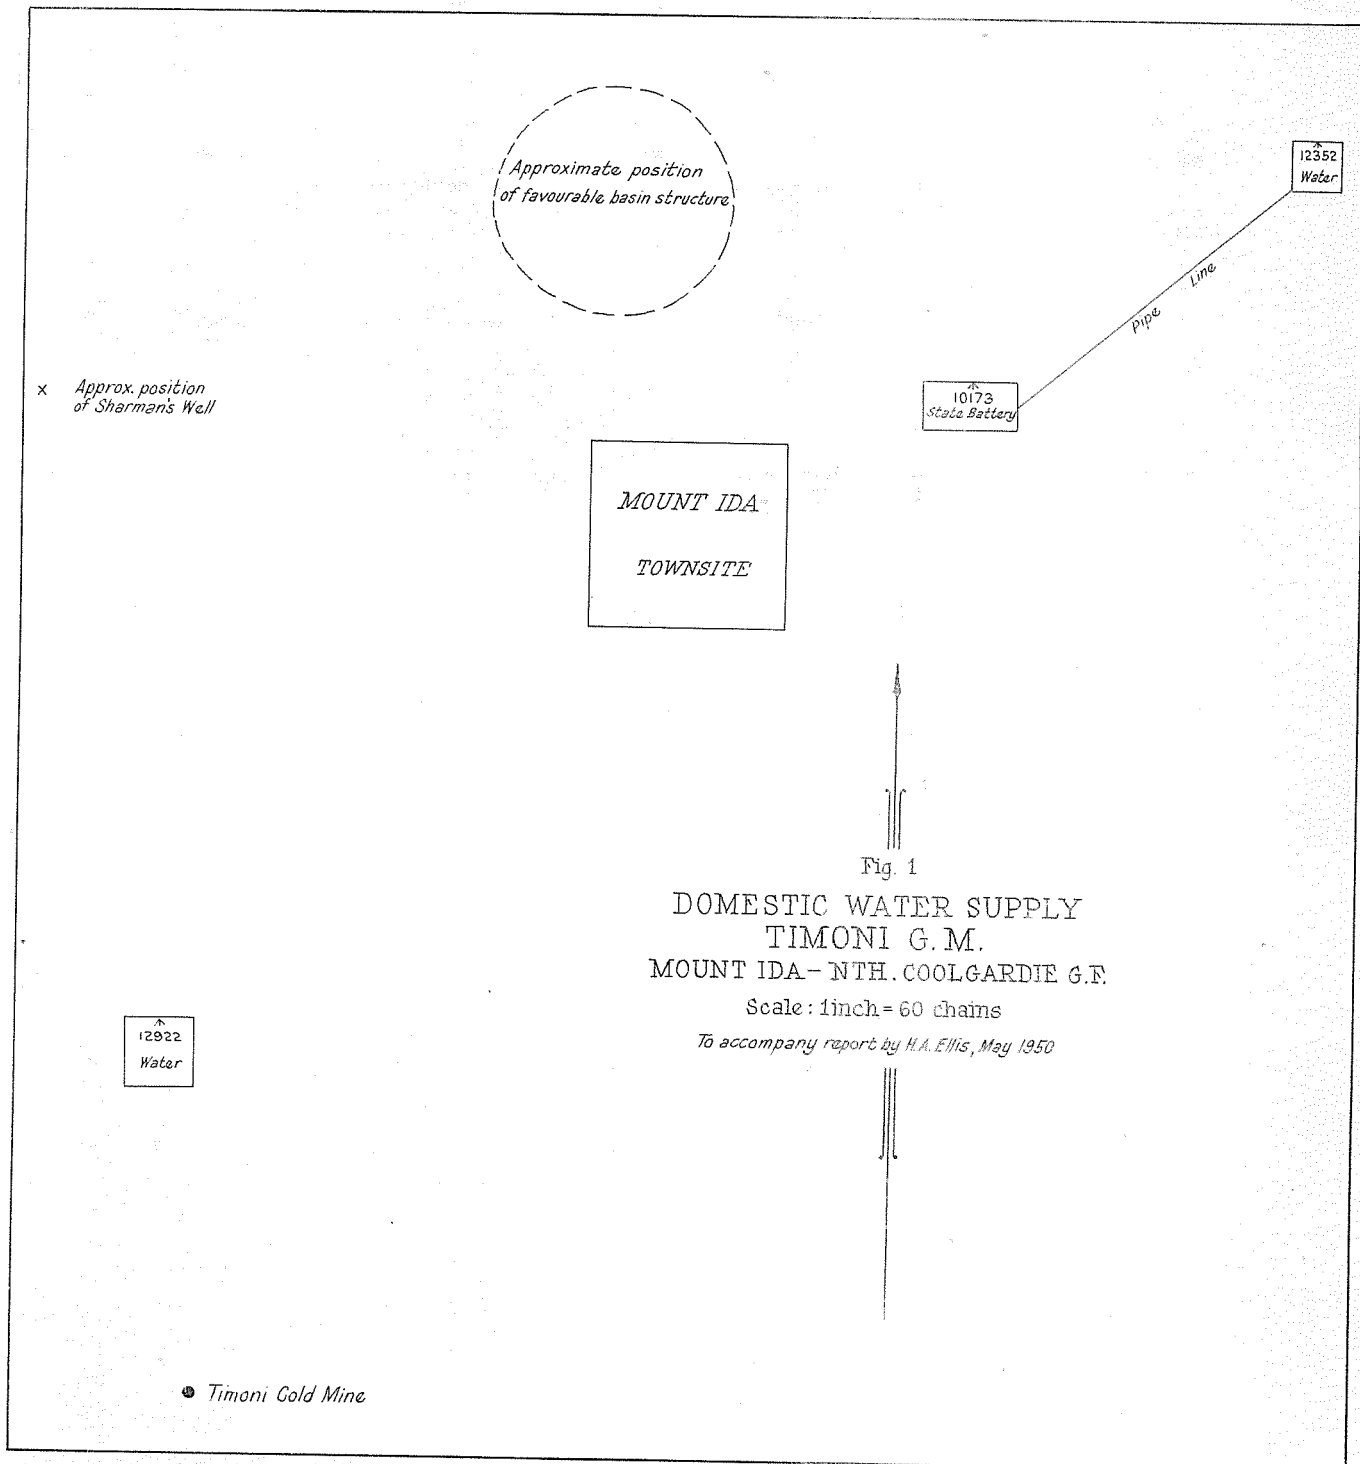 Approximate position
of favourable basin structure
12352
Water
Pipe Line
Approx. position
of Sharman's Well
x
10173
State Battery
MOUNT IDA
TOWNSITE
Fig. 1
DOMESTIC WATER SUPPLY
TIMONI G.M.
MOUNT IDA - NTH. COOLGARDIE G.F.
Scale: 1inch = 60 chains
To accompany report by H.A. Ellis, May 1950
12922
Water
Timoni Gold Mine